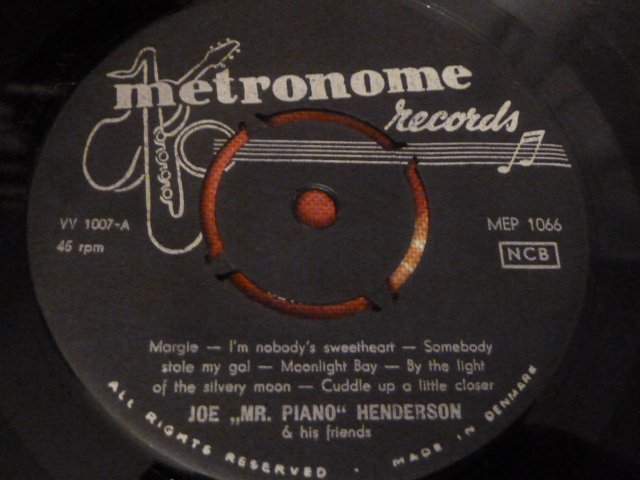 metronome
records
VV 1007-A
45 rpm
MEP 1066
NCB
Margie — I'm nobody's sweetheart — Somebody
stole my gal — Moonlight Bay — By the light
of the silvery moon — Cuddle up a little closer
JOE „MR. PIANO" HENDERSON
& his friends
ALL RIGHTS RESERVED · MADE IN DENMARK